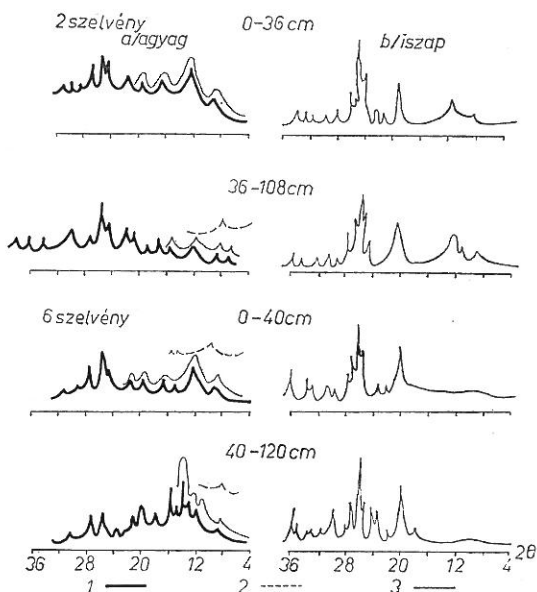 2 szelvény 0-36 cm
a/agyag b/iszap
36-108 cm
6 szelvény 0-40 cm
40-120 cm
36 28 20 12 4 36 28 20 12 4 2θ
1 2 3